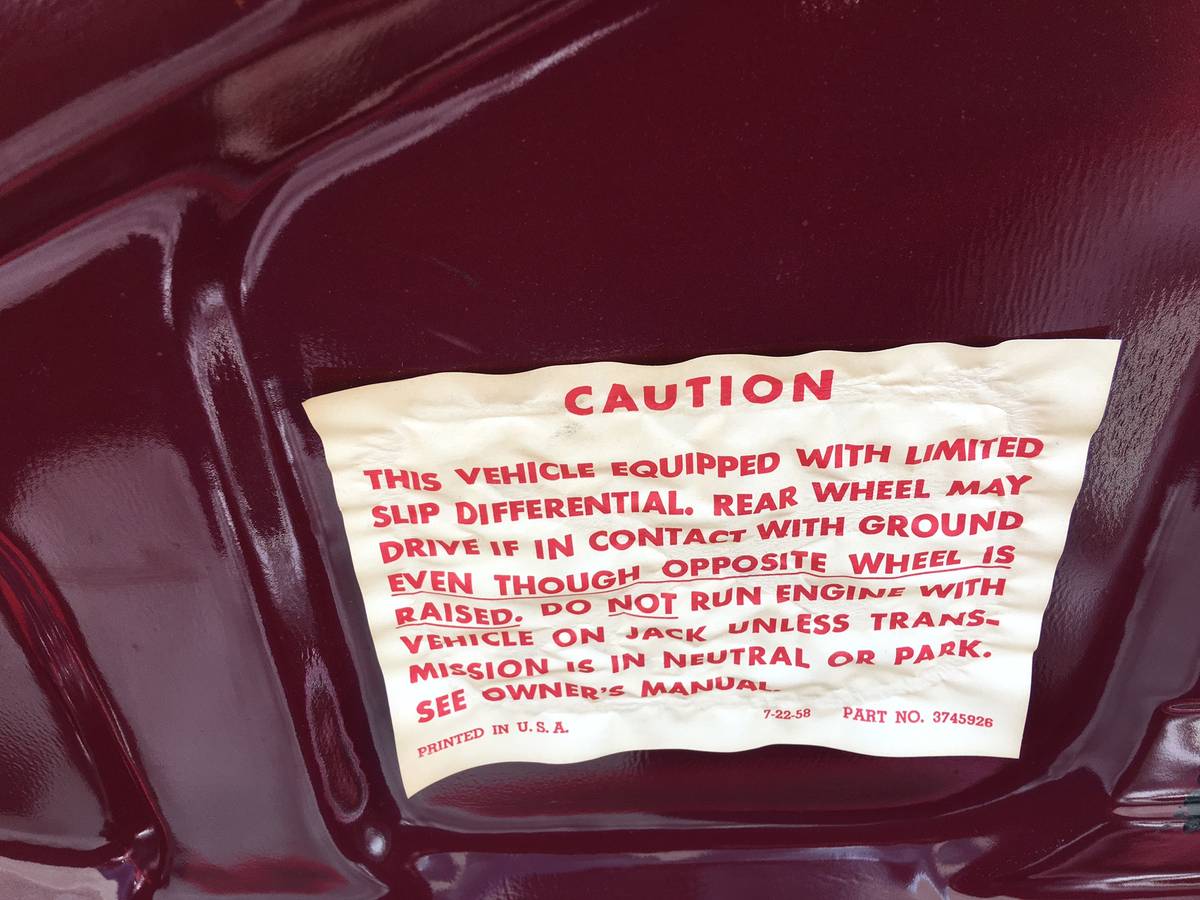 CAUTION
THIS VEHICLE EQUIPPED WITH LIMITED
SLIP DIFFERENTIAL. REAR WHEEL MAY
DRIVE IF IN CONTACT WITH GROUND
EVEN THOUGH OPPOSITE WHEEL IS
RAISED. DO NOT RUN ENGINE WITH
VEHICLE ON JACK UNLESS TRANS-
MISSION IS IN NEUTRAL OR PARK.
SEE OWNER'S MANUAL.
PRINTED IN U. S. A. 7-22-58 PART NO. 3745926